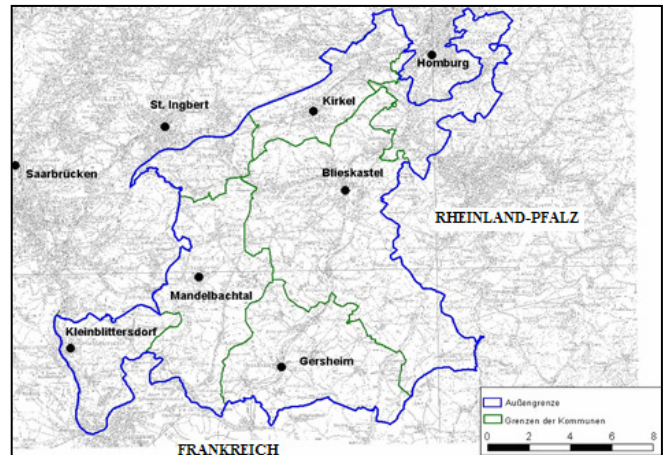 Homburg
St. Ingbert
Kirkel
Saarbrücken
Blieskastel
RHEINLAND-PFALZ
Mandelbachtal
Kleinblittersdorf
Gersheim
FRANKREICH
Außengrenze
Grenzen der Kommunen
0 2 4 6 8